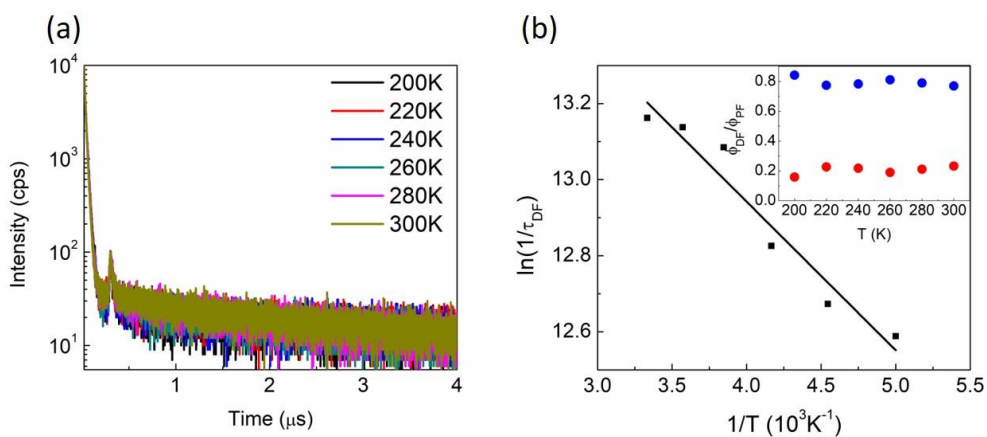 (a)
10⁴
10³
10²
10¹
Intensity (cps)
200K
220K
240K
260K
280K
300K
1 2 3 4
Time (μs)
(b)
13.2
13.0
12.8
12.6
ln(1/τDF)
3.0 3.5 4.0 4.5 5.0 5.5
1/T (10³K⁻¹)
0.8
0.6
0.4
0.2
0.0
ϕDF/ϕPF
200 220 240 260 280 300
T (K)